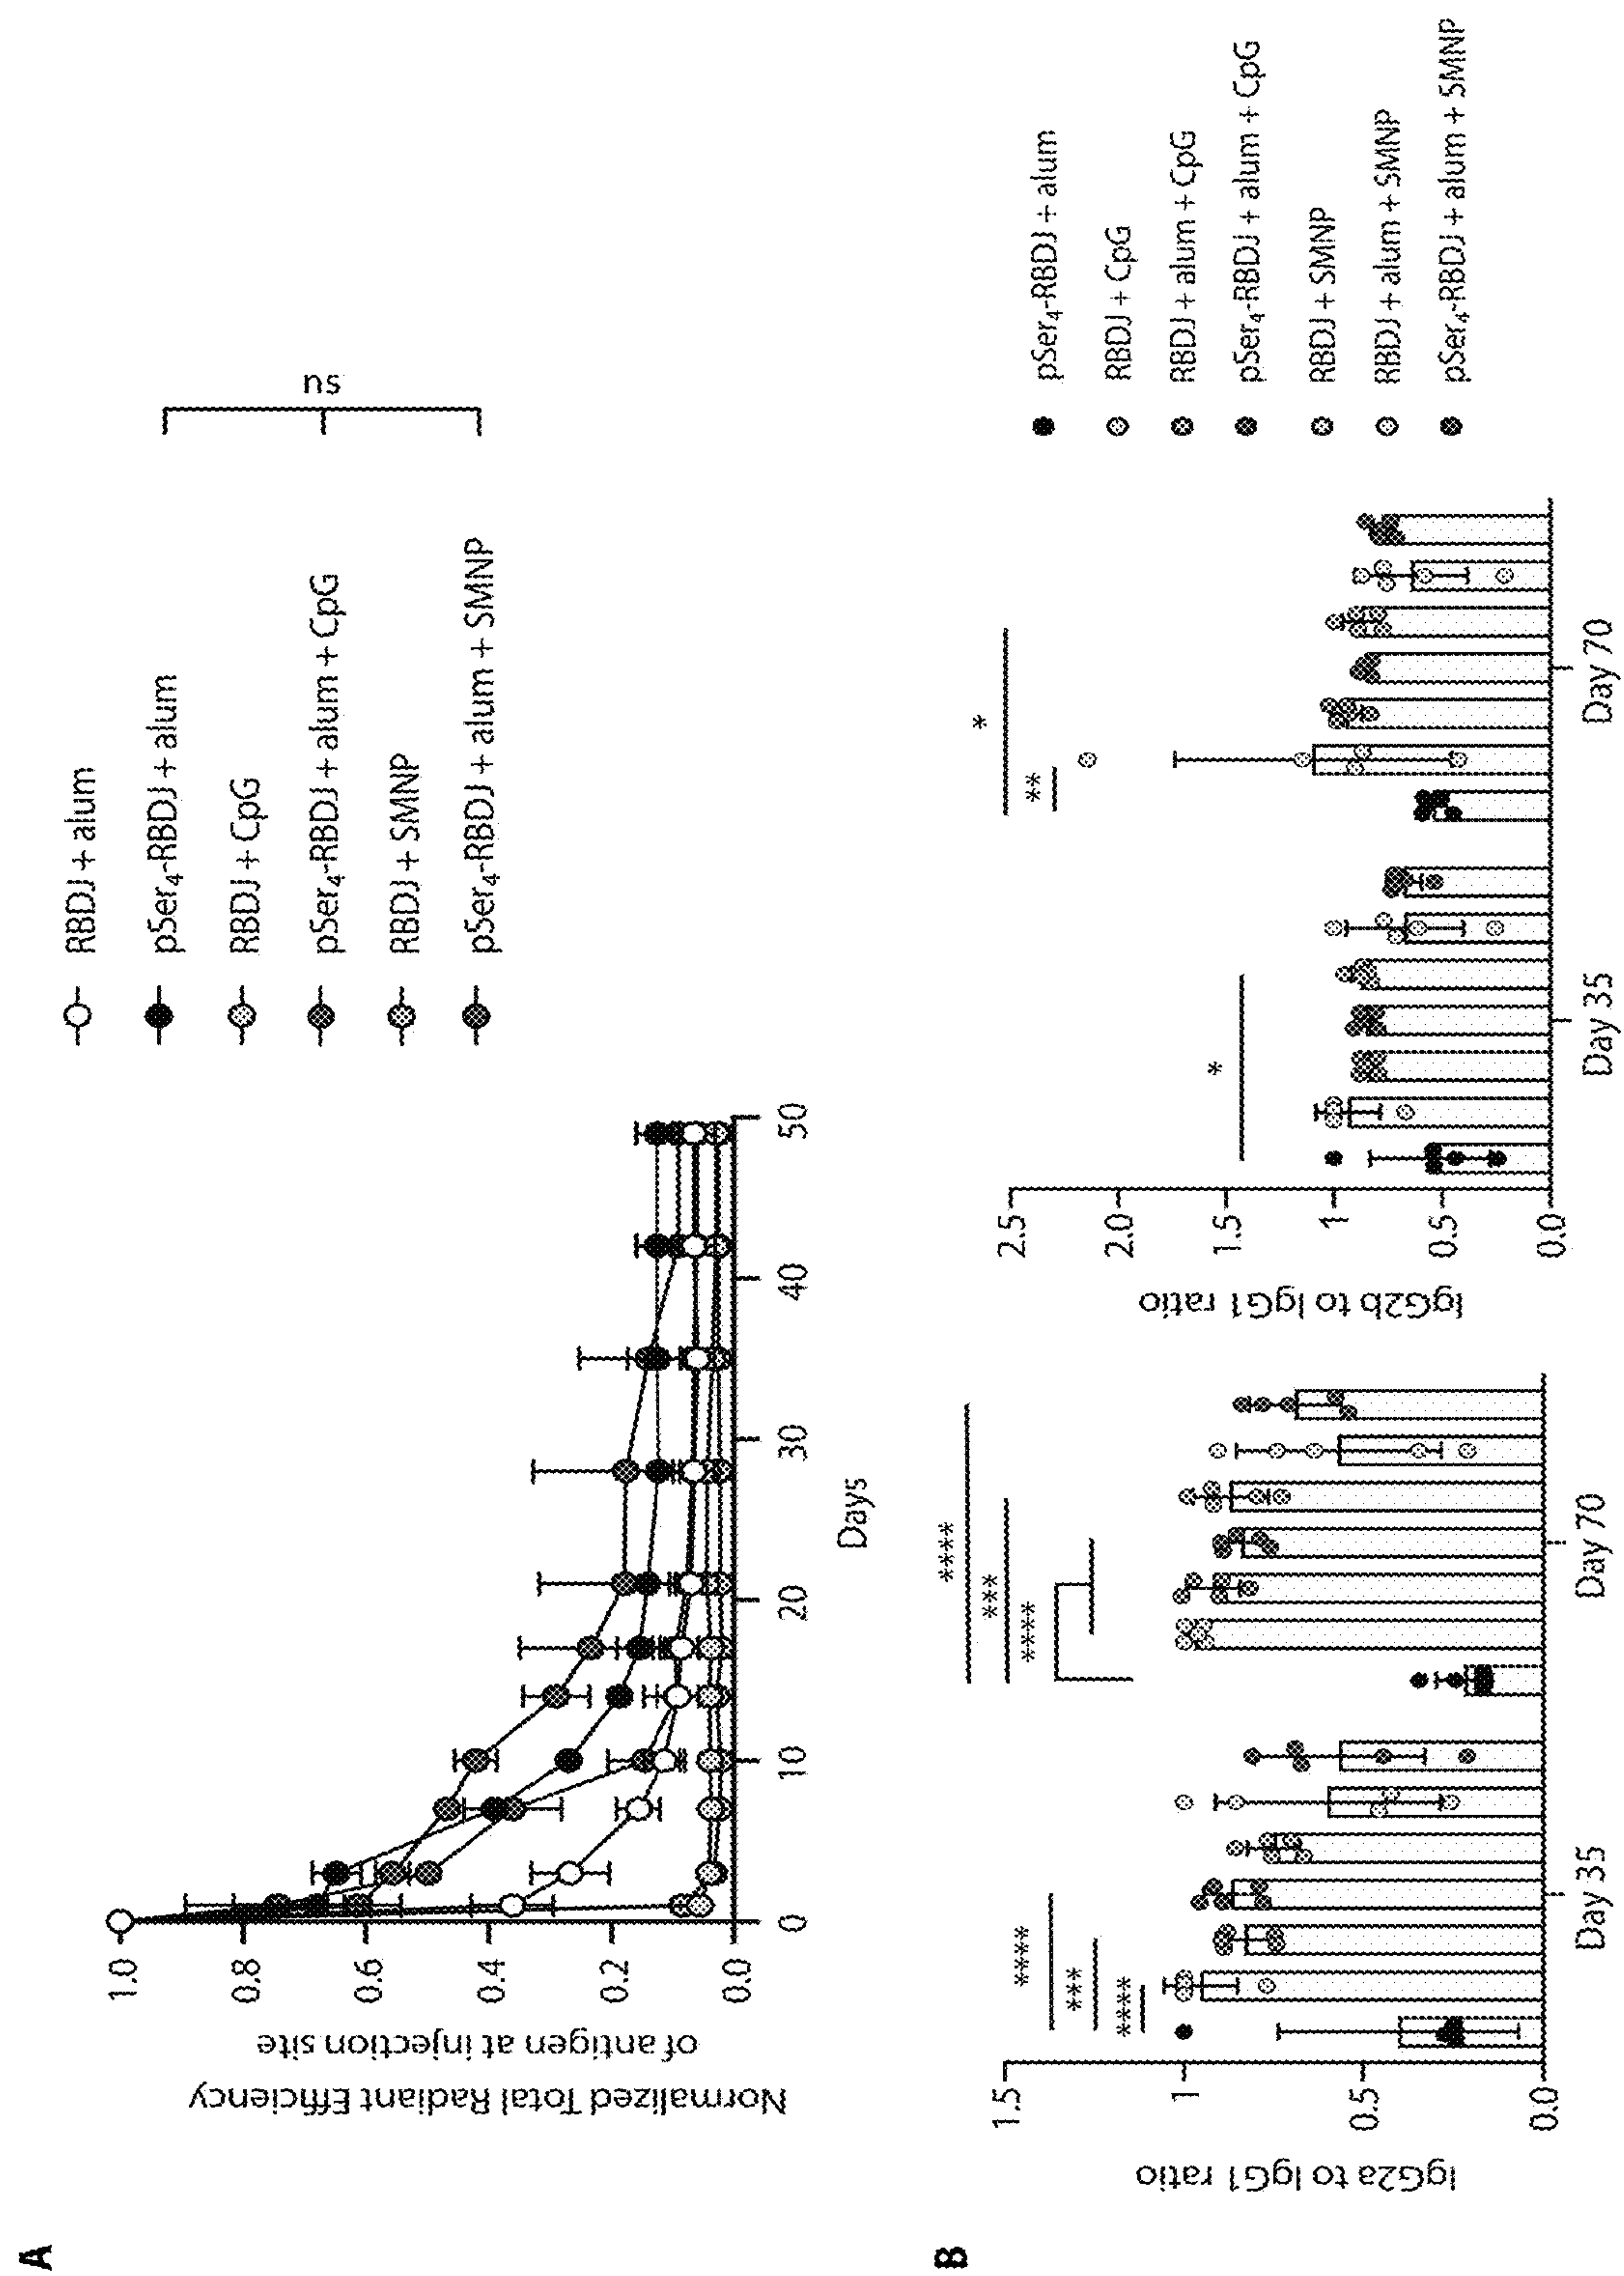 A
Normalized Total Radiant Efficiency
of antigen at injection site
1.0
0.8
0.6
0.4
0.2
0.0
0
10
20
30
40
50
Days
RBDJ + alum
pSer₄-RBDJ + alum
RBDJ + CpG
pSer₄-RBDJ + alum + CpG
RBDJ + SMNP
pSer₄-RBDJ + alum + SMNP
ns
B
IgG2a to IgG1 ratio
1.5
1
0.5
0.0
****
***
****
****
***
****
Day 35
Day 70
IgG2b to IgG1 ratio
2.5
2.0
1.5
1
0.5
0.0
*
*
**
Day 35
Day 70
pSer₄-RBDJ + alum
RBDJ + CpG
RBDJ + alum + CpG
pSer₄-RBDJ + alum + CpG
RBDJ + SMNP
RBDJ + alum + SMNP
pSer₄-RBDJ + alum + SMNP